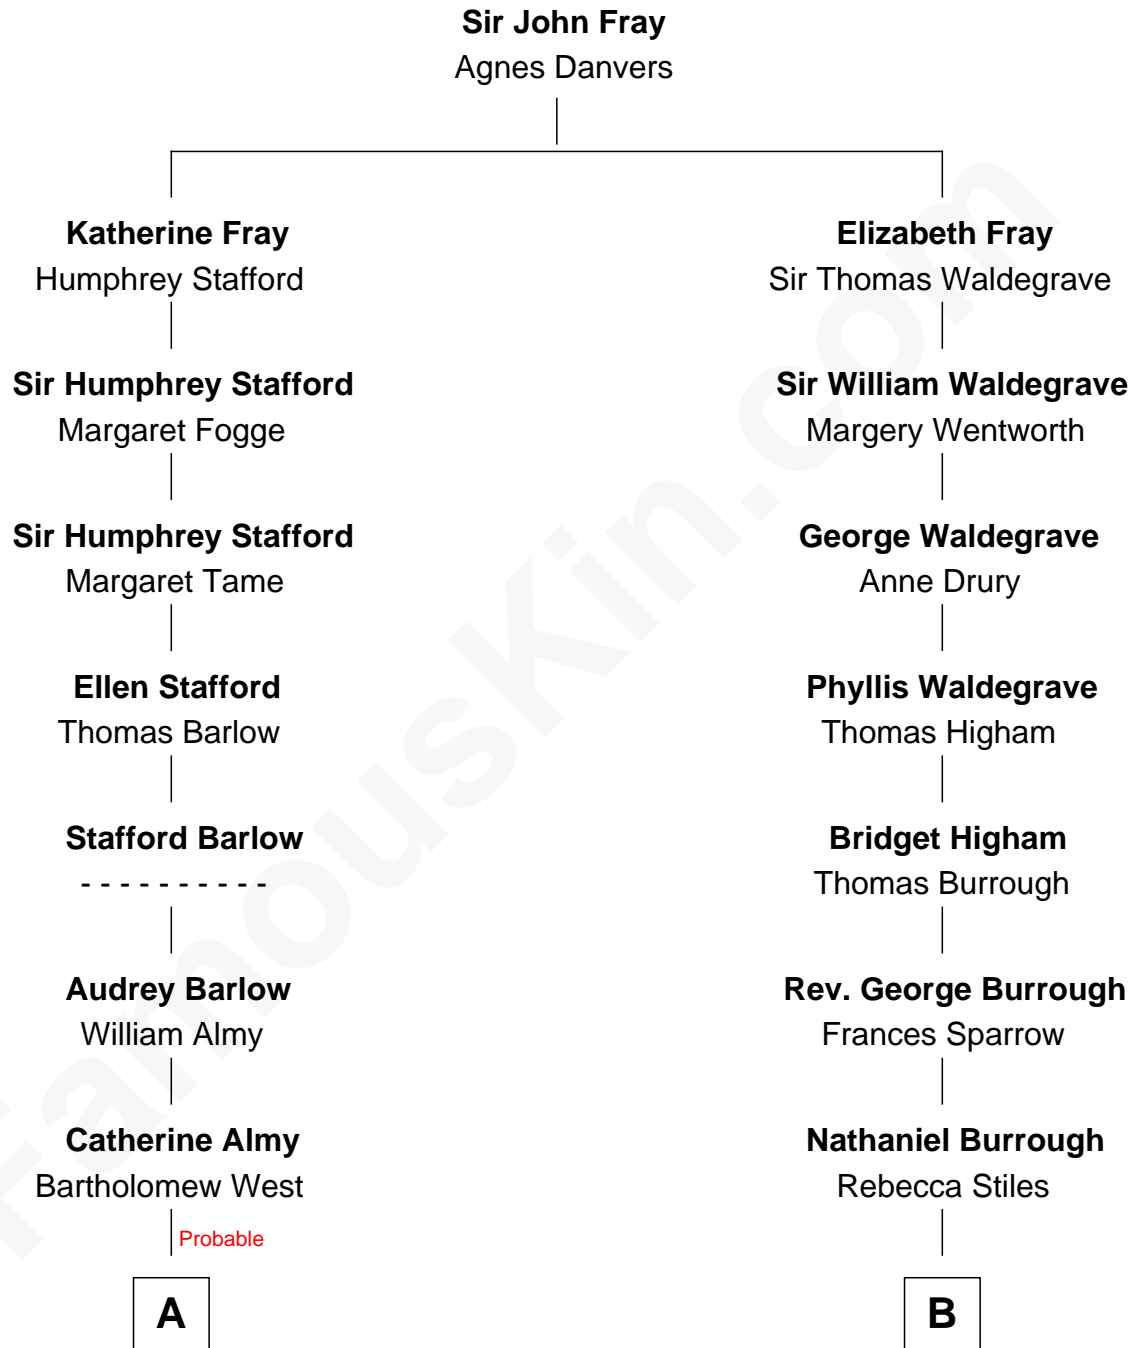 Sir John Fray
Agnes Danvers
Katherine Fray
Humphrey Stafford
Elizabeth Fray
Sir Thomas Waldegrave
Sir Humphrey Stafford
Margaret Fogge
Sir William Waldegrave
Margery Wentworth
Sir Humphrey Stafford
Margaret Tame
George Waldegrave
Anne Drury
Ellen Stafford
Thomas Barlow
Phyllis Waldegrave
Thomas Higham
Stafford Barlow
- - - - - - - - - -
Bridget Higham
Thomas Burrough
Audrey Barlow
William Almy
Rev. George Burrough
Frances Sparrow
Catherine Almy
Bartholomew West
Nathaniel Burrough
Rebecca Stiles
Probable
A
B
FamousKin.com